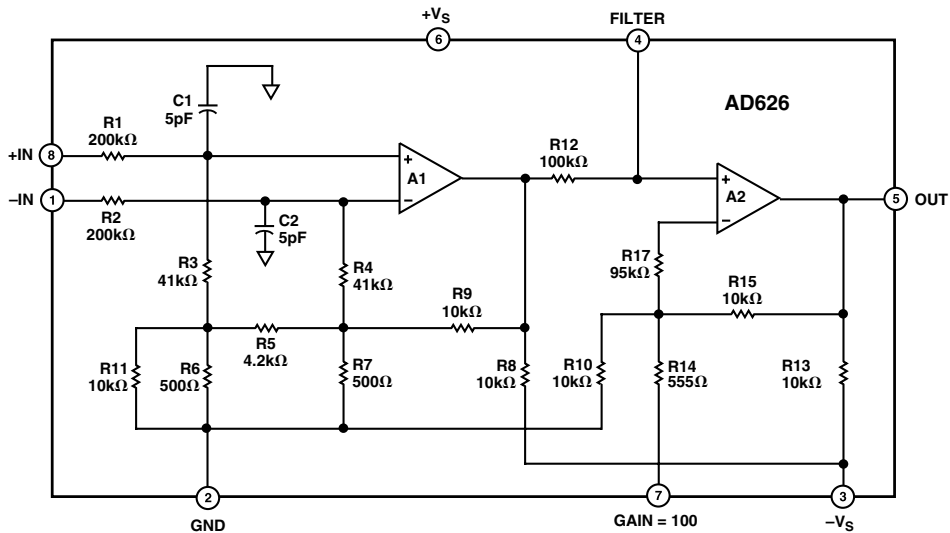 +VS
6
FILTER
4
AD626
C1
5pF
R1
200kΩ
+IN 8
–IN 1
R2
200kΩ
C2
5pF
+
A1
–
R12
100kΩ
+
A2
–
5 OUT
R3
41kΩ
R4
41kΩ
R17
95kΩ
R9
10kΩ
R15
10kΩ
R5
4.2kΩ
R11
10kΩ
R6
500Ω
R7
500Ω
R8
10kΩ
R10
10kΩ
R14
555Ω
R13
10kΩ
2
GND
7
GAIN = 100
3
–VS